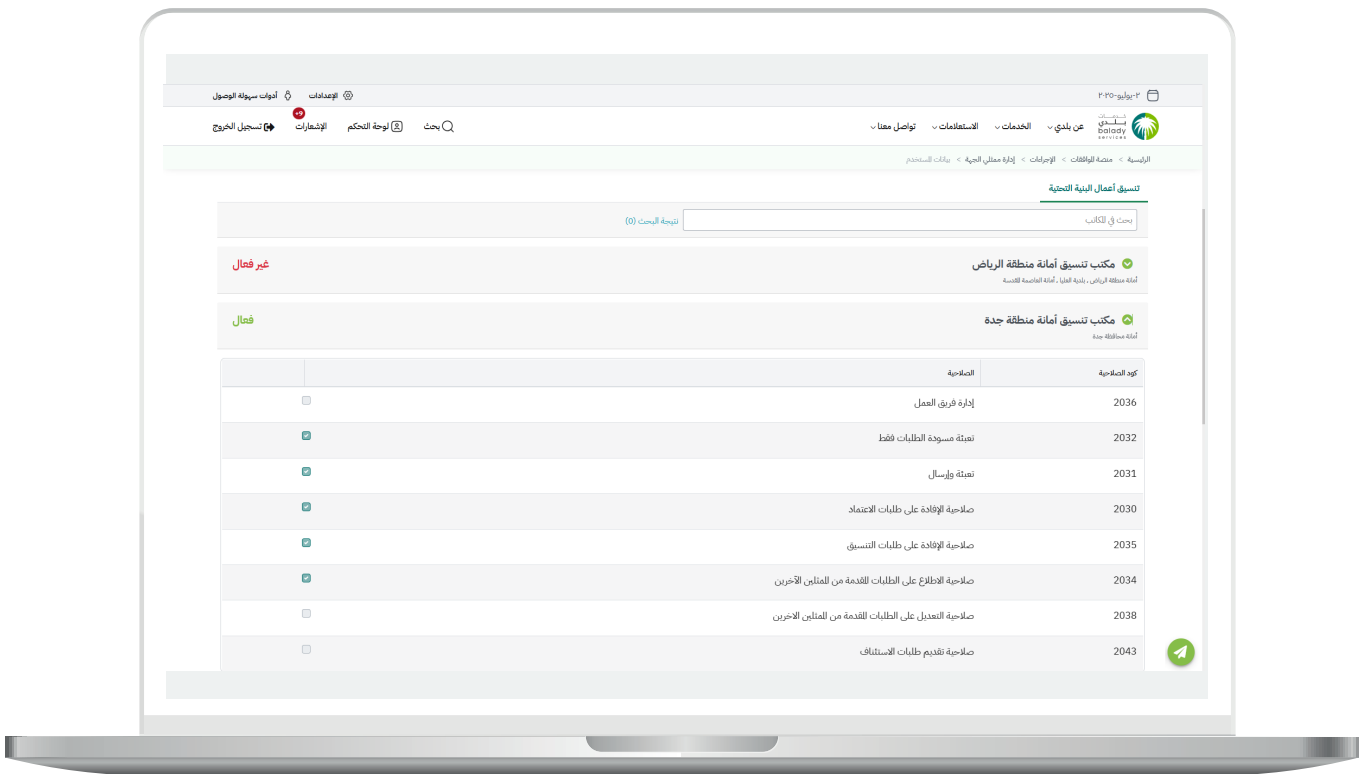 ٢-يوليو-٢٠٢٥
الإعدادات
أدوات سهولة الوصول
خدمات
بلدي
balady
services
عن بلدي
الخدمات
الاستعلامات
تواصل معنا
بحث
لوحة التحكم
الإشعارات
+9
تسجيل الخروج
الرئيسية > منصة الموافقات > الإجراءات > إدارة ممثلي الجهة > بيانات المستخدم
تنسيق أعمال البنية التحتية
بحث في المكاتب
نتيجة البحث (0)
مكتب تنسيق أمانة منطقة الرياض
غير فعال
أمانة منطقة الرياض , بلدية العليا , أمانة العاصمة المقدسة
مكتب تنسيق أمانة منطقة جدة
فعال
أمانة محافظة جدة
كود الصلاحية الصلاحية
2036 إدارة فريق العمل
2032 تعبئة مسودة الطلبات فقط
2031 تعبئة وإرسال
2030 صلاحية الإفادة على طلبات الاعتماد
2035 صلاحية الإفادة على طلبات التنسيق
2034 صلاحية الاطلاع على الطلبات المقدمة من الممثلين الآخرين
2038 صلاحية التعديل على الطلبات المقدمة من الممثلين الاخرين
2043 صلاحية تقديم طلبات الاستئناف